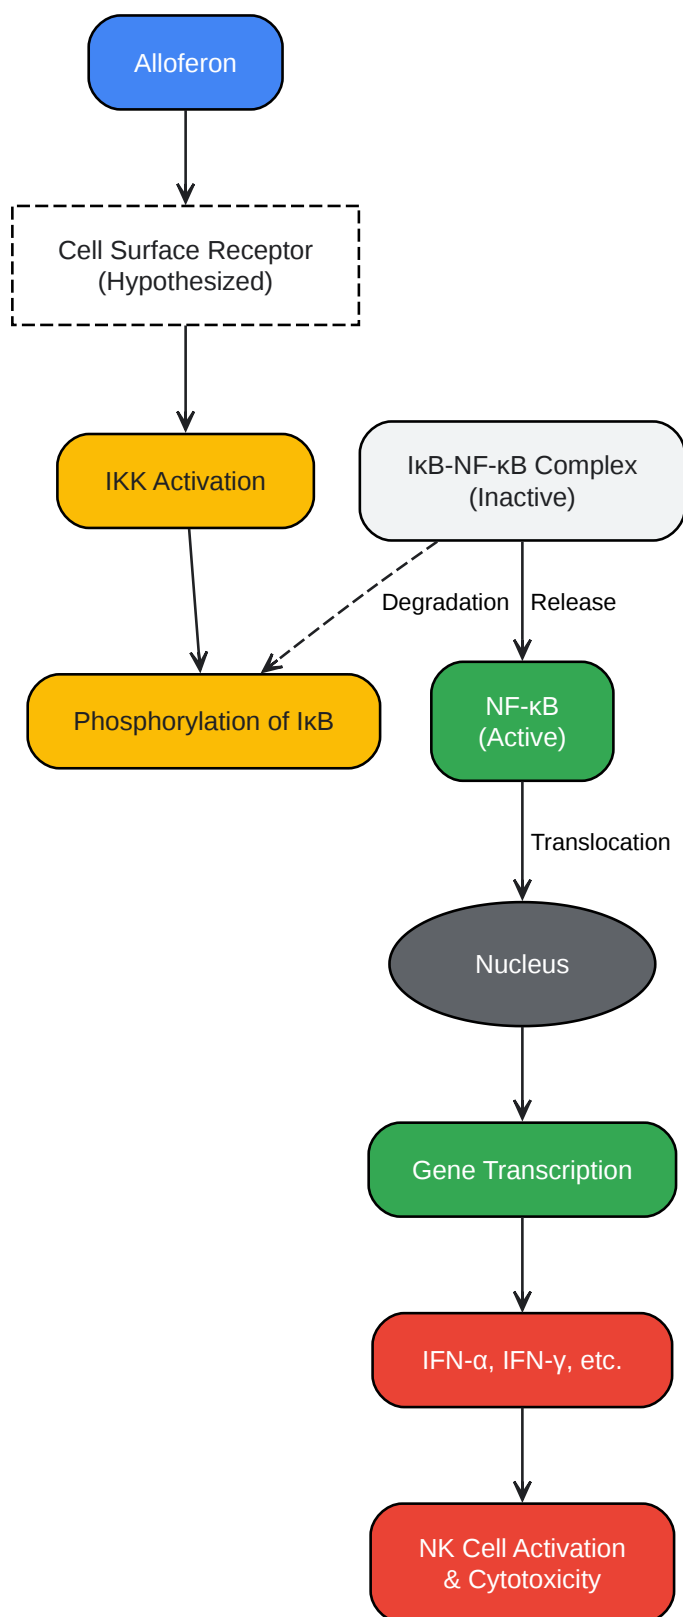 Alloferon
Cell Surface Receptor
(Hypothesized)
IKK Activation
IκB-NF-κB Complex
(Inactive)
Degradation
Release
Phosphorylation of IκB
NF-κB
(Active)
Translocation
Nucleus
Gene Transcription
IFN-α, IFN-γ, etc.
NK Cell Activation
& Cytotoxicity